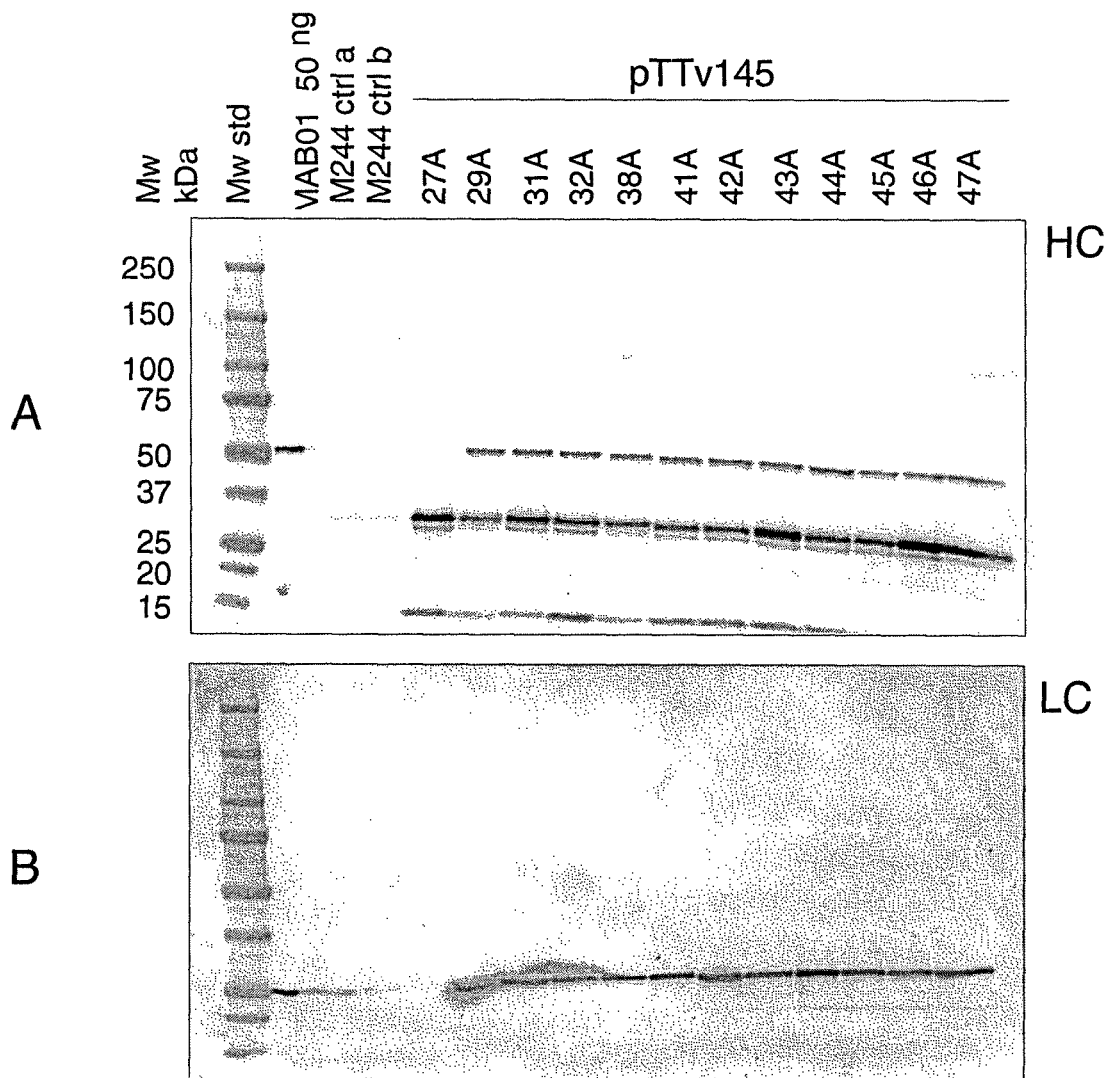 Mw kDa
Mw std
MAB01 50 ng
M244 ctrl a
M244 ctrl b
pTTv145
27A
29A
31A
32A
38A
41A
42A
43A
44A
45A
46A
47A
HC
250
150
100
75
50
37
25
20
15
A
LC
B